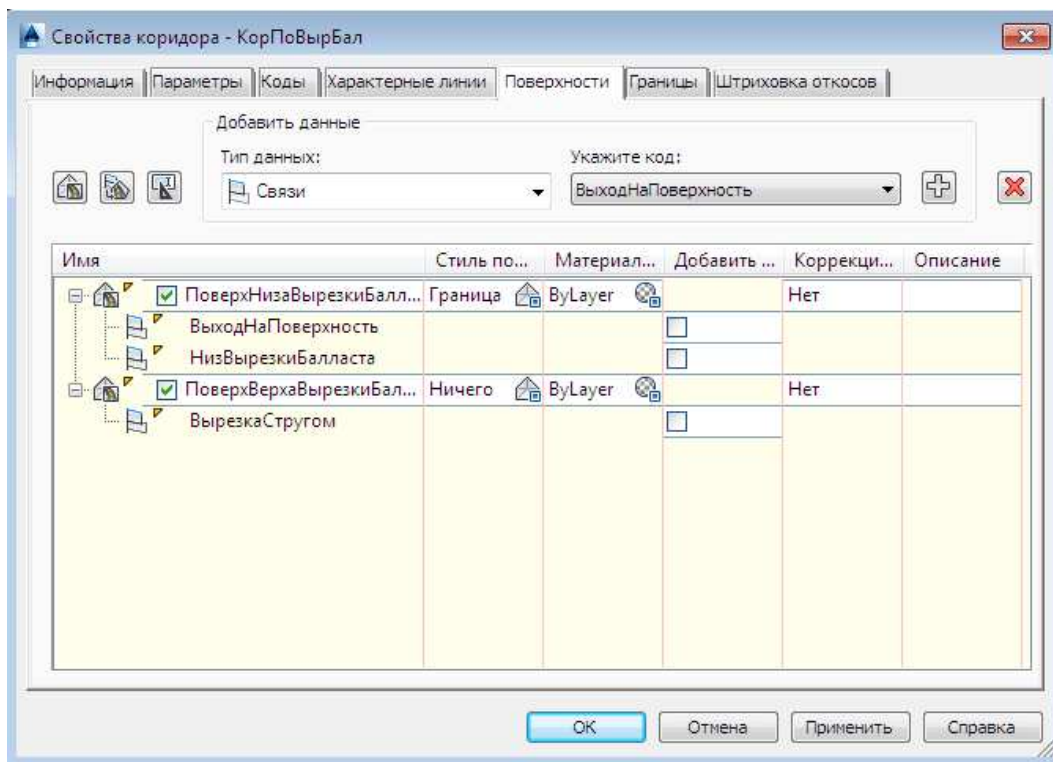 Свойства коридора - КорПоВырБал
Информация Параметры Коды Характерные линии Поверхности Границы Штриховка откосов
Добавить данные
Тип данных: Укажите код:
Связи ВыходНаПоверхность
Имя Стиль по... Материал... Добавить ... Коррекци... Описание
ПоверхНизаВырезкиБалл... Граница ByLayer Нет
ВыходНаПоверхность
НизВырезкиБалласта
ПоверхВерхаВырезкиБал... Ничего ByLayer Нет
ВырезкаСтругом
OK Отмена Применить Справка